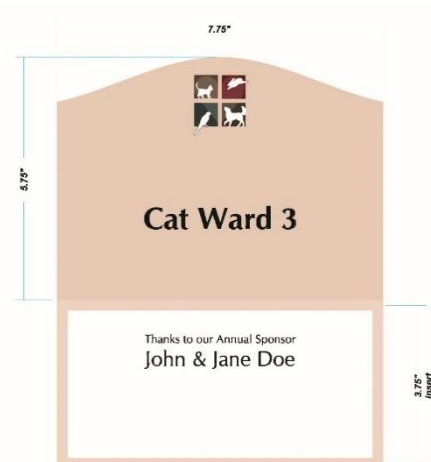 7.75"
5.75"
Cat Ward 3
Thanks to our Annual Sponsor
John & Jane Doe
3.75"
Insert